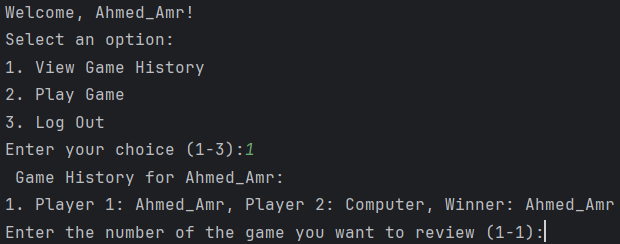 Welcome, Ahmed_Amr!
Select an option:
1. View Game History
2. Play Game
3. Log Out
Enter your choice (1-3):1
Game History for Ahmed_Amr:
1. Player 1: Ahmed_Amr, Player 2: Computer, Winner: Ahmed_Amr
Enter the number of the game you want to review (1-1):